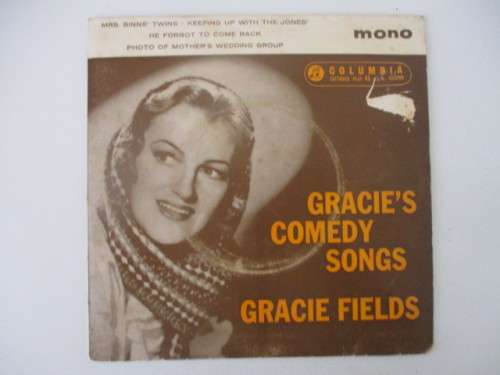 MRS. BINNS' TWINS · KEEPING UP WITH THE JONES'
HE FORGOT TO COME BACK
PHOTO OF MOTHER'S WEDDING GROUP
mono
COLUMBIA
GRACIE'S
COMEDY
SONGS
GRACIE FIELDS